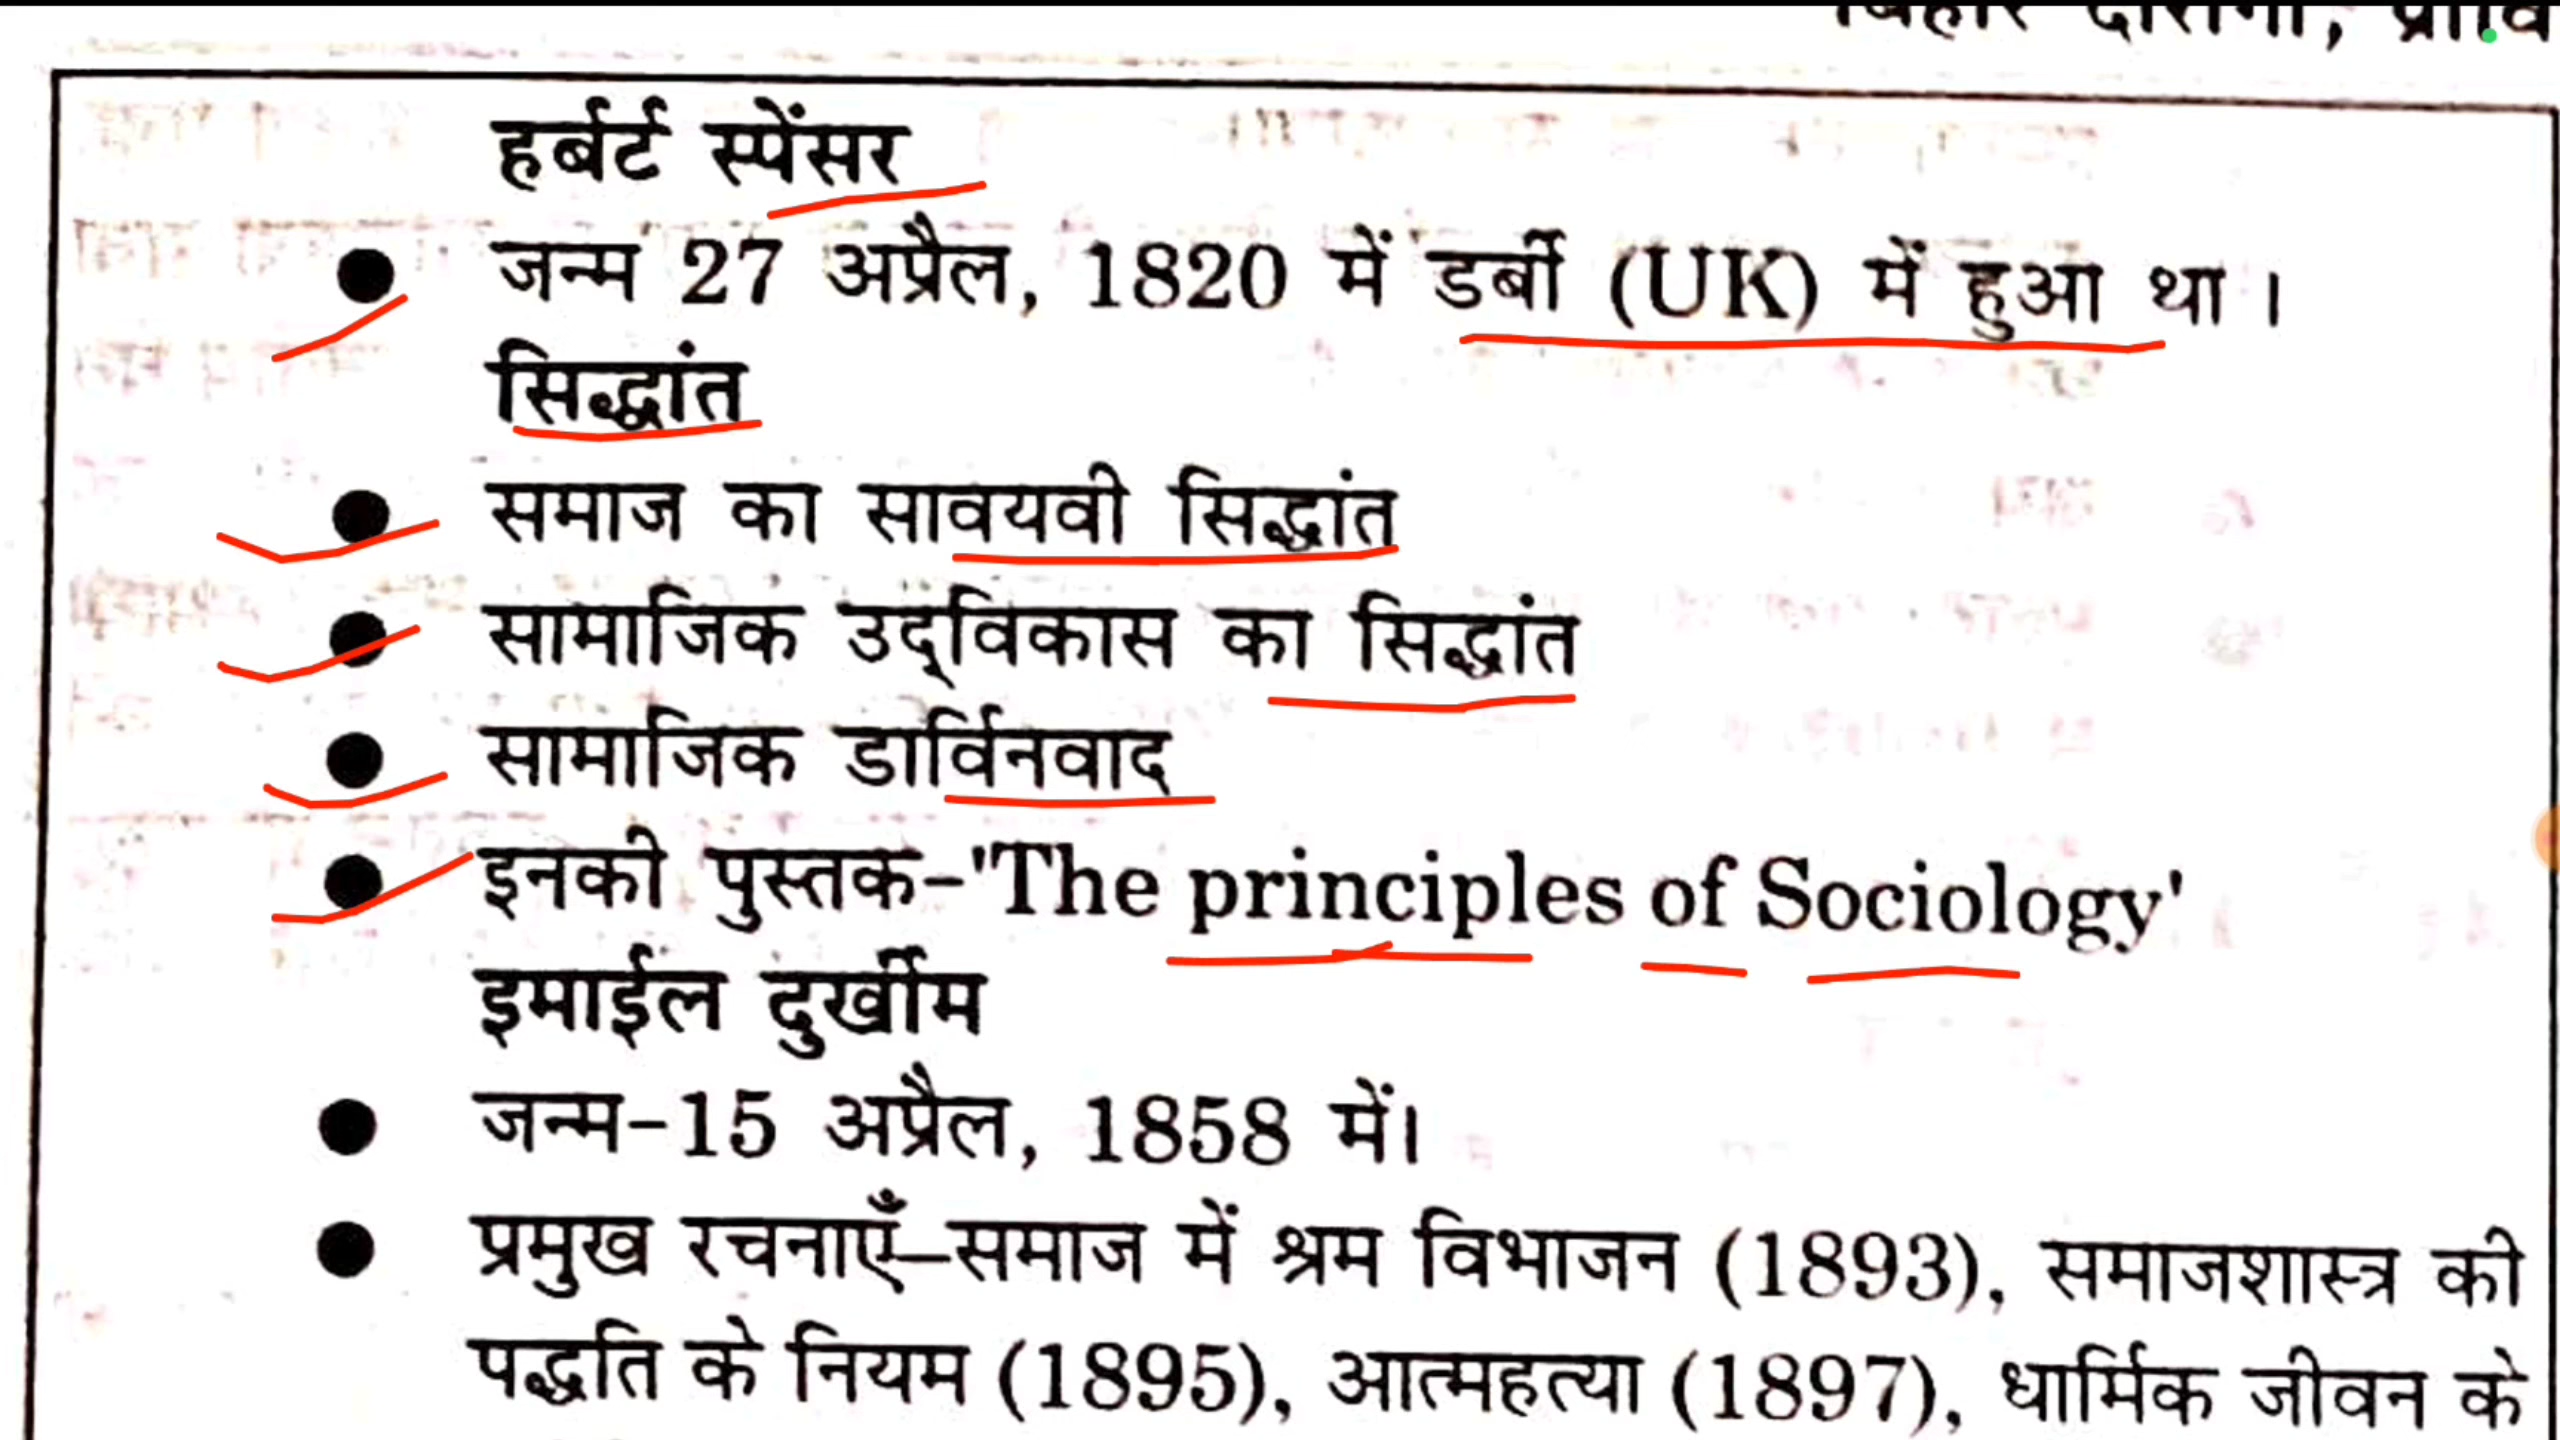 बिहार दारोगा, प्रावि
हर्बर्ट स्पेंसर
● जन्म 27 अप्रैल, 1820 में डर्बी (UK) में हुआ था।
सिद्धांत
● समाज का सावयवी सिद्धांत
● सामाजिक उद्‌विकास का सिद्धांत
● सामाजिक डार्विनवाद
● इनकी पुस्तक-'The principles of Sociology'
इमाईल दुर्खीम
● जन्म-15 अप्रैल, 1858 में।
● प्रमुख रचनाएँ–समाज में श्रम विभाजन (1893), समाजशास्त्र की
पद्धति के नियम (1895), आत्महत्या (1897), धार्मिक जीवन के